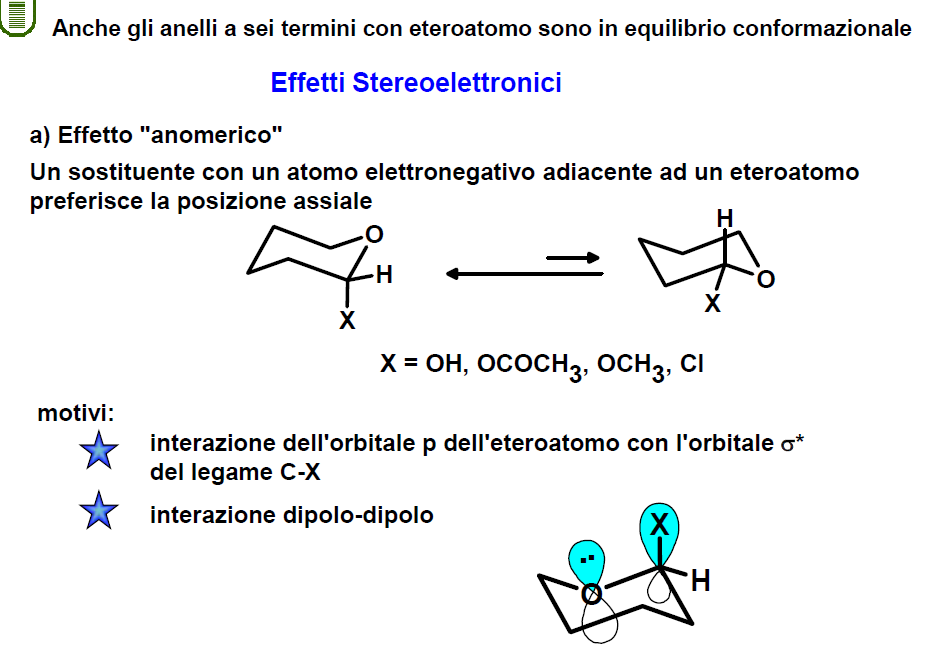 Anche gli anelli a sei termini con eteroatomo sono in equilibrio conformazionale
Effetti Stereoelettronici
a) Effetto "anomerico"
Un sostituente con un atomo elettronegativo adiacente ad un eteroatomo
preferisce la posizione assiale
O
H
X
H
O
X
X = OH, OCOCH3, OCH3, Cl
motivi:
interazione dell'orbitale p dell'eteroatomo con l'orbitale σ*
del legame C-X
interazione dipolo-dipolo
X
H
O